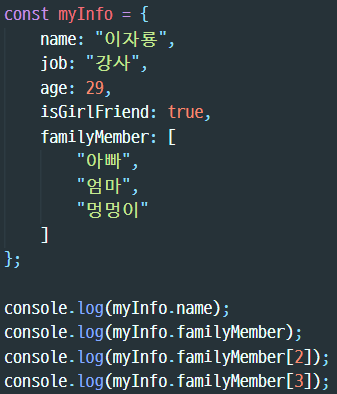 const myInfo = {
    name: "이자룡",
    job: "강사",
    age: 29,
    isGirlFriend: true,
    familyMember: [
        "아빠",
        "엄마",
        "멍멍이"
    ]
};

console.log(myInfo.name);
console.log(myInfo.familyMember);
console.log(myInfo.familyMember[2]);
console.log(myInfo.familyMember[3]);